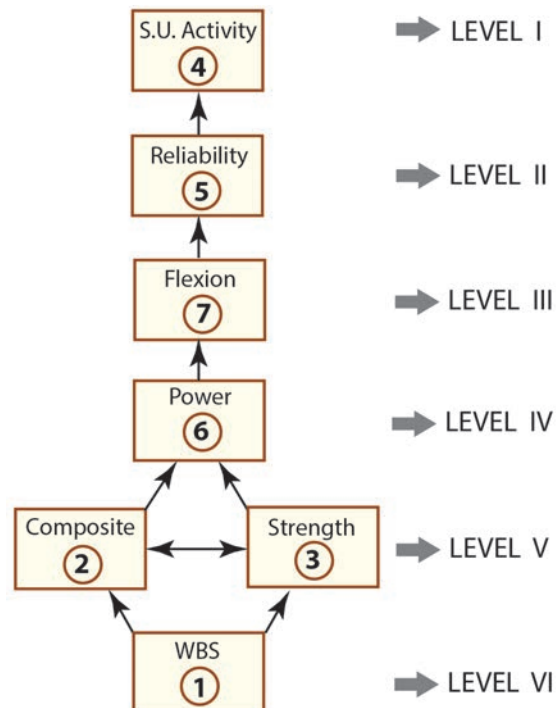 S.U. Activity
4
LEVEL I
Reliability
5
LEVEL II
Flexion
7
LEVEL III
Power
6
LEVEL IV
Composite
2
Strength
3
LEVEL V
WBS
1
LEVEL VI